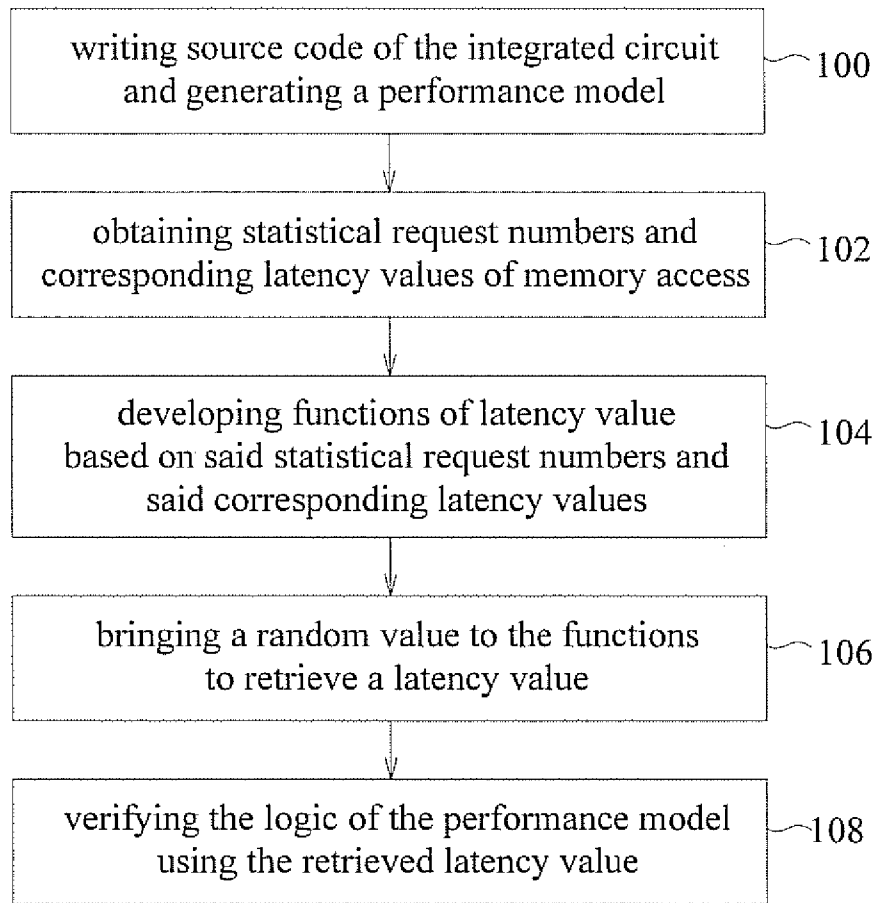 writing source code of the integrated circuit
and generating a performance model
100
obtaining statistical request numbers and
corresponding latency values of memory access
102
developing functions of latency value
based on said statistical request numbers and
said corresponding latency values
104
bringing a random value to the functions
to retrieve a latency value
106
verifying the logic of the performance model
using the retrieved latency value
108